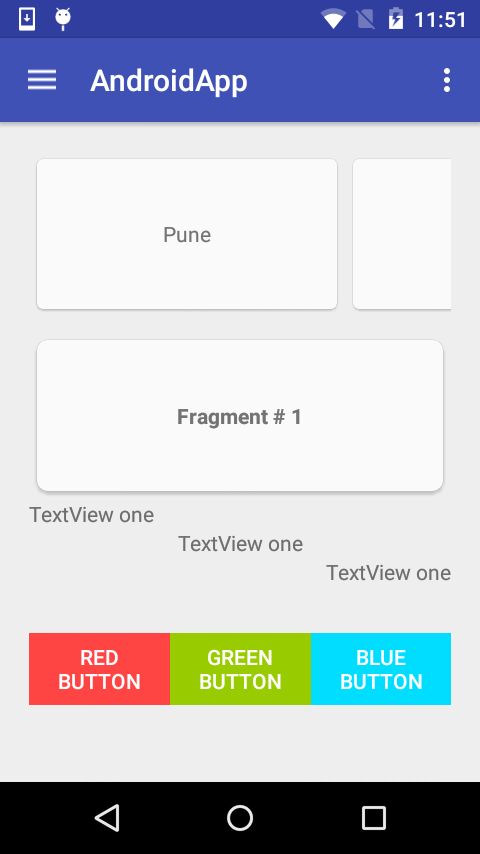 11:51
AndroidApp
Pune
Fragment # 1
TextView one
TextView one
TextView one
RED
BUTTON
GREEN
BUTTON
BLUE
BUTTON